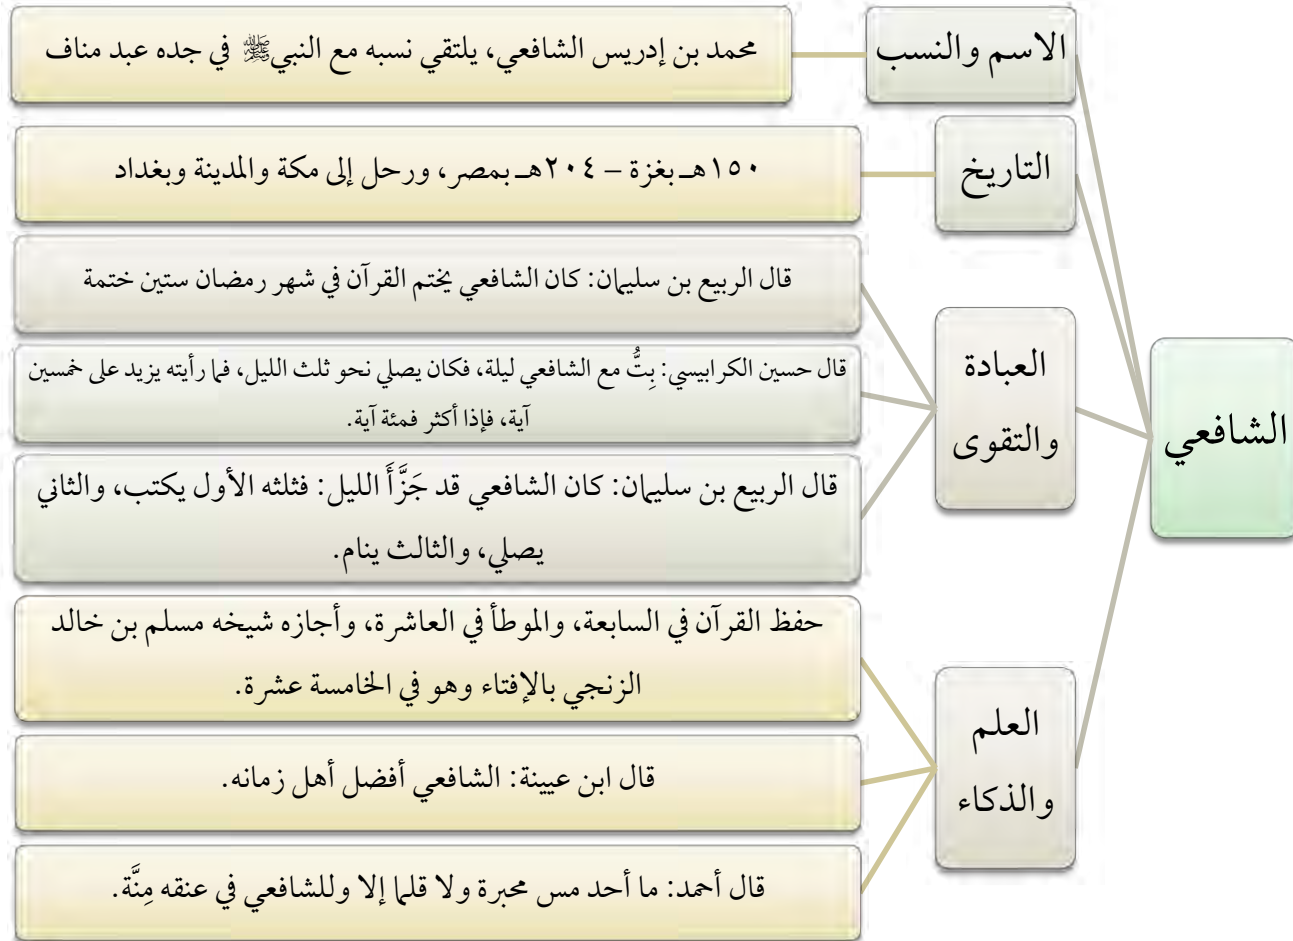 الشافعي
الاسم والنسب
محمد بن إدريس الشافعي، يلتقي نسبه مع النبي ﷺ في جده عبد مناف
التاريخ
١٥٠هـ بغزة – ٢٠٤هـ بمصر، ورحل إلى مكة والمدينة وبغداد
العبادة
والتقوى
قال الربيع بن سليمان: كان الشافعي يختم القرآن في شهر رمضان ستين ختمة
قال حسين الكرابيسي: بِتُّ مع الشافعي ليلة، فكان يصلي نحو ثلث الليل، فما رأيته يزيد على خمسين
آية، فإذا أكثر فمئة آية.
قال الربيع بن سليمان: كان الشافعي قد جَزَّأَ الليل: فثلثه الأول يكتب، والثاني
يصلي، والثالث ينام.
العلم
والذكاء
حفظ القرآن في السابعة، والموطأ في العاشرة، وأجازه شيخه مسلم بن خالد
الزنجي بالإفتاء وهو في الخامسة عشرة.
قال ابن عيينة: الشافعي أفضل أهل زمانه.
قال أحمد: ما أحد مس محبرة ولا قلما إلا وللشافعي في عنقه مِنَّة.